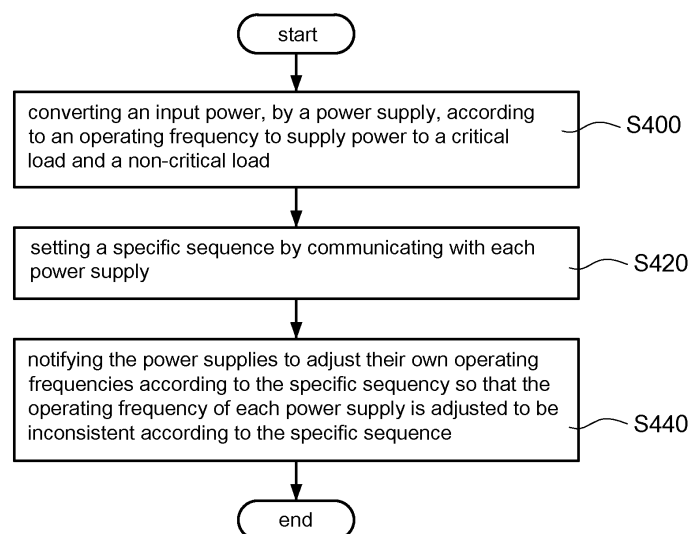 start
converting an input power, by a power supply, according
to an operating frequency to supply power to a critical
load and a non-critical load
S400
setting a specific sequence by communicating with each
power supply
S420
notifying the power supplies to adjust their own operating
frequencies according to the specific sequency so that the
operating frequency of each power supply is adjusted to be
inconsistent according to the specific sequence
S440
end